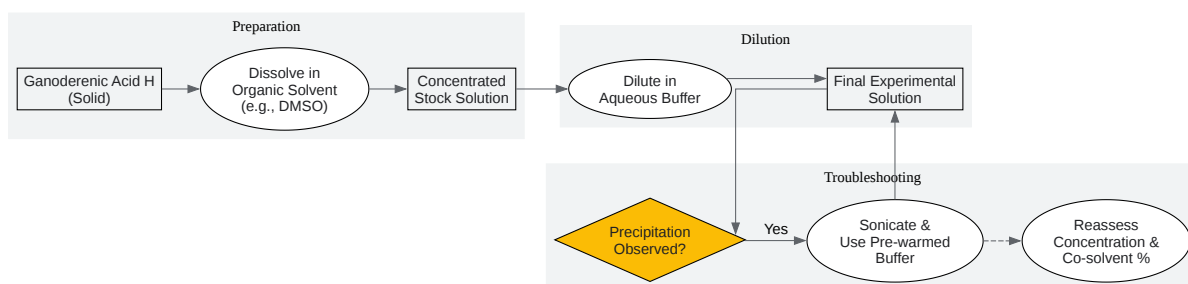 Preparation
Ganoderenic Acid H
(Solid)
Dissolve in
Organic Solvent
(e.g., DMSO)
Concentrated
Stock Solution
Dilution
Dilute in
Aqueous Buffer
Final Experimental
Solution
Troubleshooting
Precipitation
Observed?
Yes
Sonicate &
Use Pre-warmed
Buffer
Reassess
Concentration &
Co-solvent %